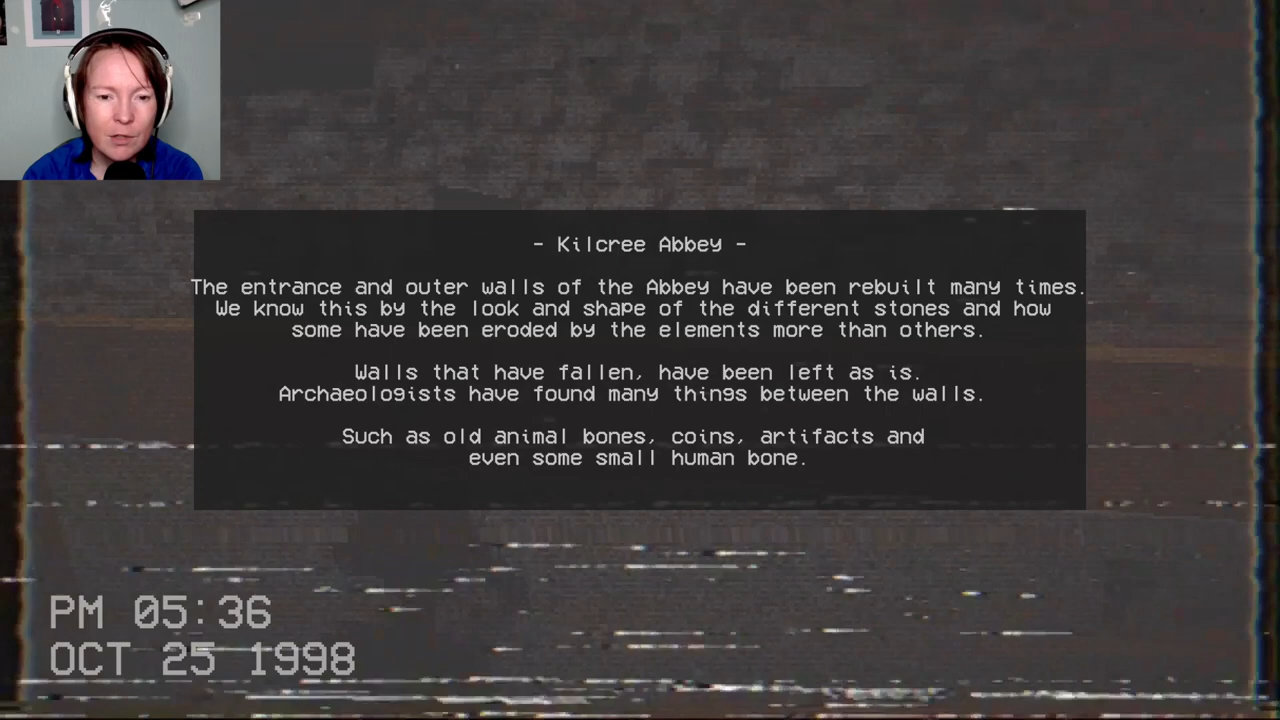 - Kilcree Abbey -
The entrance and outer walls of the Abbey have been rebuilt many times.
We know this by the look and shape of the different stones and how
some have been eroded by the elements more than others.
Walls that have fallen, have been left as is.
Archaeologists have found many things between the walls.
Such as old animal bones, coins, artifacts and
even some small human bone.
PM 05:36
OCT 25 1998